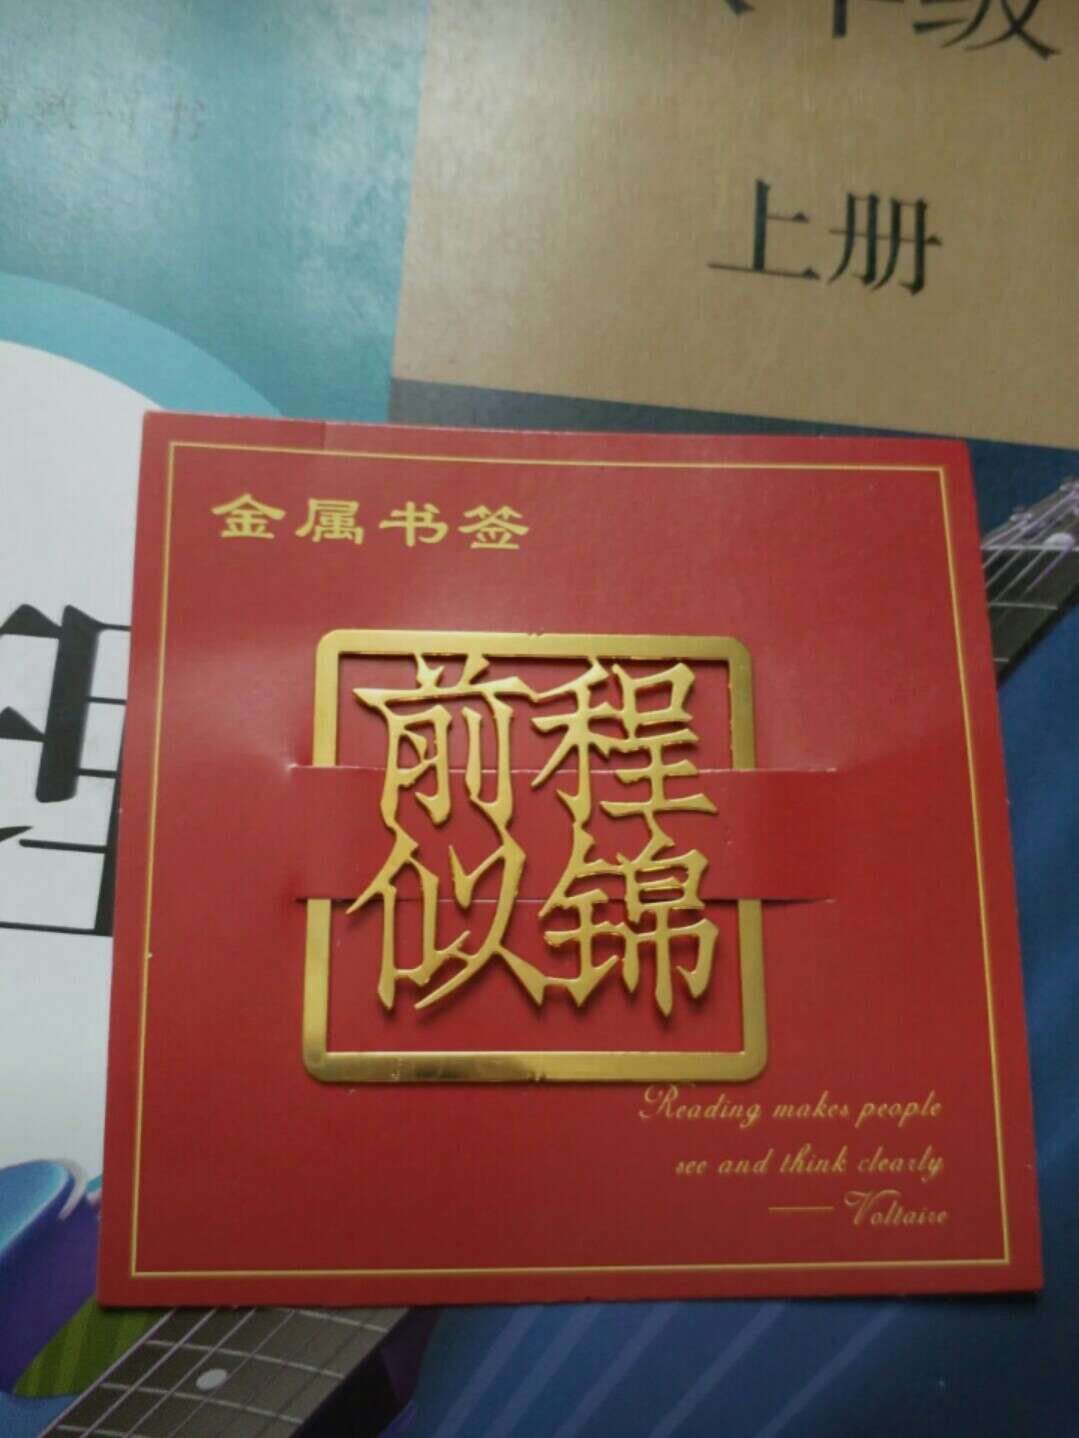 年级
上册
金属书签
前程
似锦
Reading makes people
see and think clearly
—— Voltaire